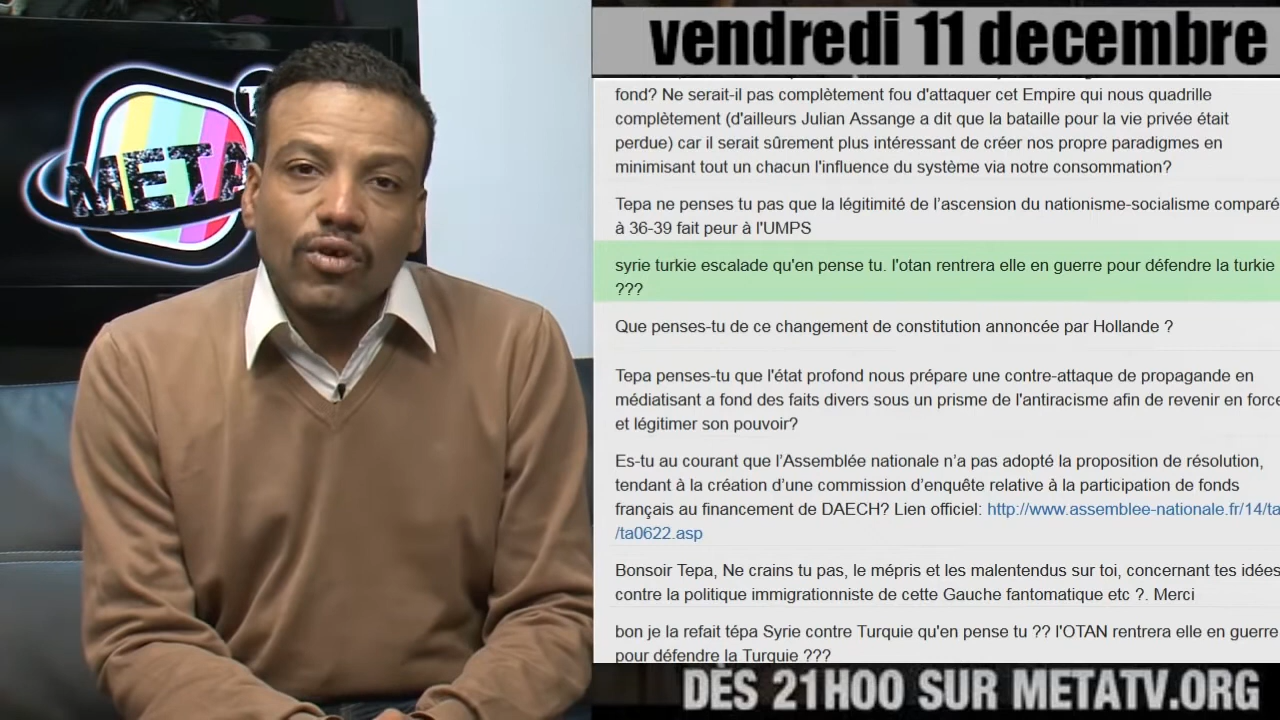 META
vendredi 11 decembre
fond? Ne serait-il pas complètement fou d'attaquer cet Empire qui nous quadrille
complètement (d'ailleurs Julian Assange a dit que la bataille pour la vie privée était
perdue) car il serait sûrement plus intéressant de créer nos propre paradigmes en
minimisant tout un chacun l'influence du système via notre consommation?
Tepa ne penses tu pas que la légitimité de l’ascension du nationisme-socialisme comparé
à 36-39 fait peur à l'UMPS
syrie turkie escalade qu'en pense tu. l'otan rentrera elle en guerre pour défendre la turkie
???
Que penses-tu de ce changement de constitution annoncée par Hollande ?
Tepa penses-tu que l'état profond nous prépare une contre-attaque de propagande en
médiatisant a fond des faits divers sous un prisme de l'antiracisme afin de revenir en force
et légitimer son pouvoir?
Es-tu au courant que l’Assemblée nationale n’a pas adopté la proposition de résolution,
tendant à la création d’une commission d’enquête relative à la participation de fonds
français au financement de DAECH? Lien officiel: http://www.assemblee-nationale.fr/14/ta
/ta0622.asp
Bonsoir Tepa, Ne crains tu pas, le mépris et les malentendus sur toi, concernant tes idées
contre la politique immigrationniste de cette Gauche fantomatique etc ?. Merci
bon je la refait tépa Syrie contre Turquie qu'en pense tu ?? l'OTAN rentrera elle en guerre
pour défendre la Turquie ???
DÈS 21H00 SUR METATV.ORG